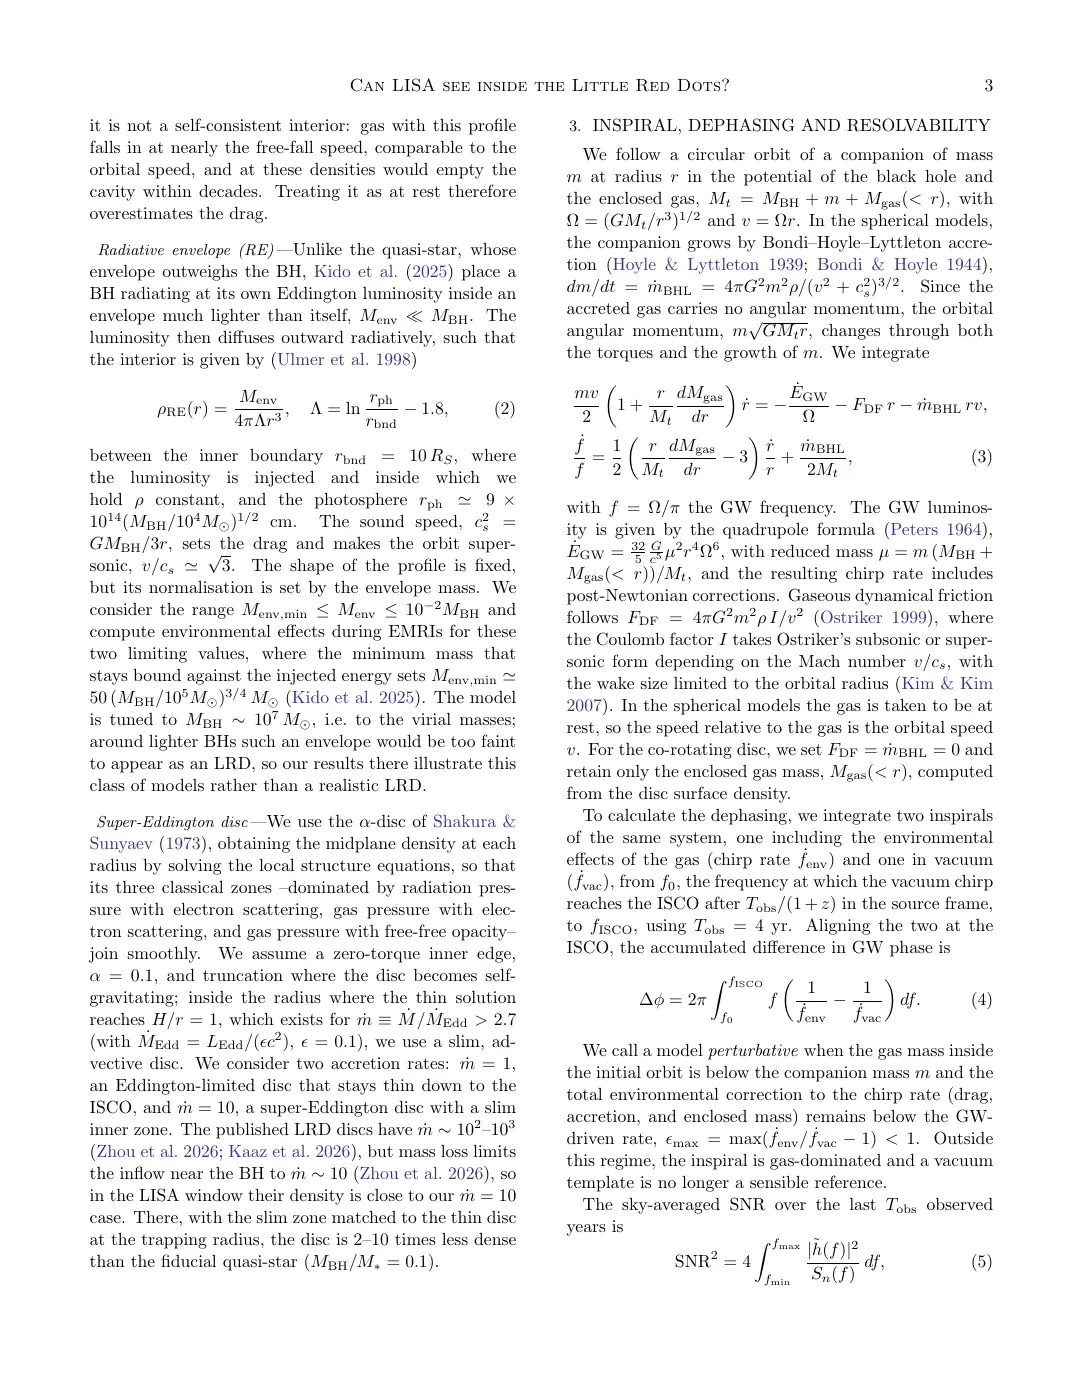 CAN LISA SEE INSIDE THE LITTLE RED DOTS? 3
it is not a self-consistent interior: gas with this profile
falls in at nearly the free-fall speed, comparable to the
orbital speed, and at these densities would empty the
cavity within decades. Treating it as at rest therefore
overestimates the drag.
Radiative envelope (RE)—Unlike the quasi-star, whose
envelope outweighs the BH, Kido et al. (2025) place a
BH radiating at its own Eddington luminosity inside an
envelope much lighter than itself, M_env ≪ M_BH. The
luminosity then diffuses outward radiatively, such that
the interior is given by (Ulmer et al. 1998)
ρ_RE(r) = M_env / 4πΛr³, Λ = ln r_ph / r_bnd − 1.8, (2)
between the inner boundary r_bnd = 10 R_S, where
the luminosity is injected and inside which we
hold ρ constant, and the photosphere r_ph ≃ 9 ×
10¹⁴(M_BH/10⁴M_⊙)^1/2 cm. The sound speed, c_s² =
GM_BH/3r, sets the drag and makes the orbit super-
sonic, v/c_s ≃ √3. The shape of the profile is fixed,
but its normalisation is set by the envelope mass. We
consider the range M_env,min ≤ M_env ≤ 10⁻²M_BH and
compute environmental effects during EMRIs for these
two limiting values, where the minimum mass that
stays bound against the injected energy sets M_env,min ≃
50 (M_BH/10⁵M_⊙)^3/4 M_⊙ (Kido et al. 2025). The model
is tuned to M_BH ∼ 10⁷ M_⊙, i.e. to the virial masses;
around lighter BHs such an envelope would be too faint
to appear as an LRD, so our results there illustrate this
class of models rather than a realistic LRD.
Super-Eddington disc—We use the α-disc of Shakura &
Sunyaev (1973), obtaining the midplane density at each
radius by solving the local structure equations, so that
its three classical zones –dominated by radiation pres-
sure with electron scattering, gas pressure with elec-
tron scattering, and gas pressure with free-free opacity–
join smoothly. We assume a zero-torque inner edge,
α = 0.1, and truncation where the disc becomes self-
gravitating; inside the radius where the thin solution
reaches H/r = 1, which exists for ṁ ≡ Ṁ/Ṁ_Edd > 2.7
(with Ṁ_Edd = L_Edd/(ϵc²), ϵ = 0.1), we use a slim, ad-
vective disc. We consider two accretion rates: ṁ = 1,
an Eddington-limited disc that stays thin down to the
ISCO, and ṁ = 10, a super-Eddington disc with a slim
inner zone. The published LRD discs have ṁ ∼ 10²–10³
(Zhou et al. 2026; Kaaz et al. 2026), but mass loss limits
the inflow near the BH to ṁ ∼ 10 (Zhou et al. 2026), so
in the LISA window their density is close to our ṁ = 10
case. There, with the slim zone matched to the thin disc
at the trapping radius, the disc is 2–10 times less dense
than the fiducial quasi-star (M_BH/M_* = 0.1).
3. INSPIRAL, DEPHASING AND RESOLVABILITY
We follow a circular orbit of a companion of mass
m at radius r in the potential of the black hole and
the enclosed gas, M_t = M_BH + m + M_gas(< r), with
Ω = (GM_t/r³)^1/2 and v = Ωr. In the spherical models,
the companion grows by Bondi–Hoyle–Lyttleton accre-
tion (Hoyle & Lyttleton 1939; Bondi & Hoyle 1944),
dm/dt = ṁ_BHL = 4πG²m²ρ/(v² + c_s²)^3/2. Since the
accreted gas carries no angular momentum, the orbital
angular momentum, m√(GM_t r), changes through both
the torques and the growth of m. We integrate
mv/2 (1 + r/M_t dM_gas/dr) ṙ = −Ė_GW/Ω − F_DF r − ṁ_BHL rv,
ḟ/f = 1/2 (r/M_t dM_gas/dr − 3) ṙ/r + ṁ_BHL/2M_t, (3)
with f = Ω/π the GW frequency. The GW luminos-
ity is given by the quadrupole formula (Peters 1964),
Ė_GW = 32/5 G/c⁵ μ²r⁴Ω⁶, with reduced mass μ = m (M_BH +
M_gas(< r))/M_t, and the resulting chirp rate includes
post-Newtonian corrections. Gaseous dynamical friction
follows F_DF = 4πG²m²ρ I/v² (Ostriker 1999), where
the Coulomb factor I takes Ostriker's subsonic or super-
sonic form depending on the Mach number v/c_s, with
the wake size limited to the orbital radius (Kim & Kim
2007). In the spherical models the gas is taken to be at
rest, so the speed relative to the gas is the orbital speed
v. For the co-rotating disc, we set F_DF = ṁ_BHL = 0 and
retain only the enclosed gas mass, M_gas(< r), computed
from the disc surface density.
To calculate the dephasing, we integrate two inspirals
of the same system, one including the environmental
effects of the gas (chirp rate ḟ_env) and one in vacuum
(ḟ_vac), from f₀, the frequency at which the vacuum chirp
reaches the ISCO after T_obs/(1+z) in the source frame,
to f_ISCO, using T_obs = 4 yr. Aligning the two at the
ISCO, the accumulated difference in GW phase is
Δϕ = 2π ∫_f₀^f_ISCO f (1/ḟ_env − 1/ḟ_vac) df. (4)
We call a model perturbative when the gas mass inside
the initial orbit is below the companion mass m and the
total environmental correction to the chirp rate (drag,
accretion, and enclosed mass) remains below the GW-
driven rate, ϵ_max = max(ḟ_env/ḟ_vac − 1) < 1. Outside
this regime, the inspiral is gas-dominated and a vacuum
template is no longer a sensible reference.
The sky-averaged SNR over the last T_obs observed
years is
SNR² = 4 ∫_f_min^f_max |h̃(f)|² / S_n(f) df, (5)